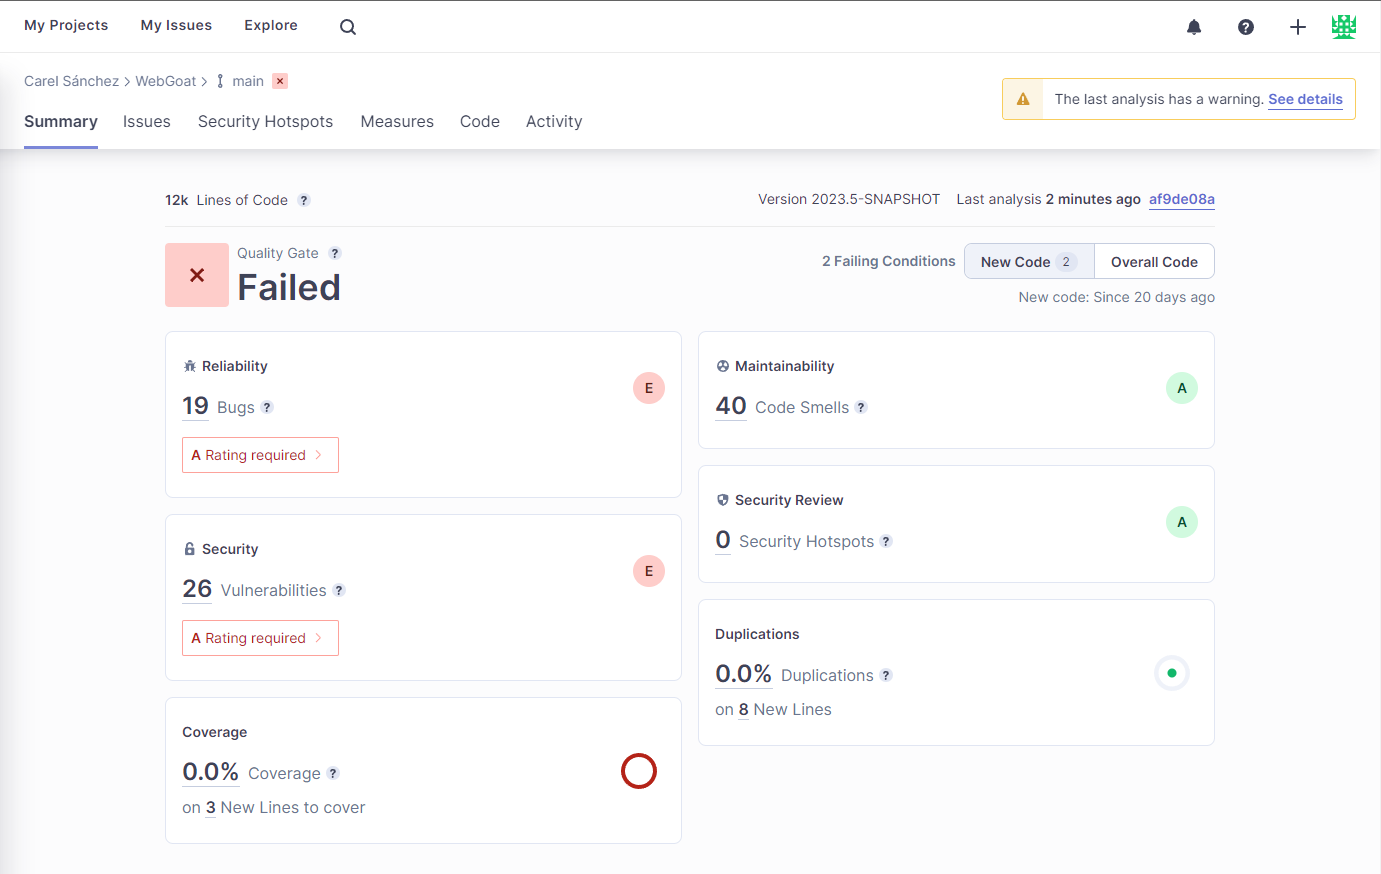 My Projects My Issues Explore ?
Carel Sánchez > WebGoat > main ×
The last analysis has a warning. See details
Summary Issues Security Hotspots Measures Code Activity
12k Lines of Code ? Version 2023.5-SNAPSHOT Last analysis 2 minutes ago af9de08a
Quality Gate ?
Failed
2 Failing Conditions New Code 2 Overall Code
New code: Since 20 days ago
Reliability
19 Bugs ? E
A Rating required >
Security
26 Vulnerabilities ? E
A Rating required >
Coverage
0.0% Coverage ?
on 3 New Lines to cover
Maintainability
40 Code Smells ? A
Security Review
0 Security Hotspots ? A
Duplications
0.0% Duplications ?
on 8 New Lines